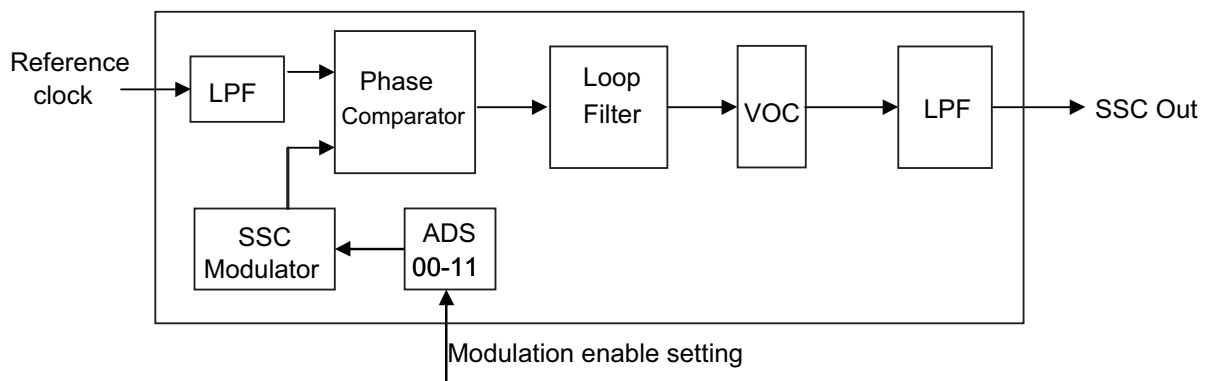 Reference
clock
LPF
Phase
Comparator
Loop
Filter
VOC
LPF
SSC Out
SSC
Modulator
ADS
00-11
Modulation enable setting